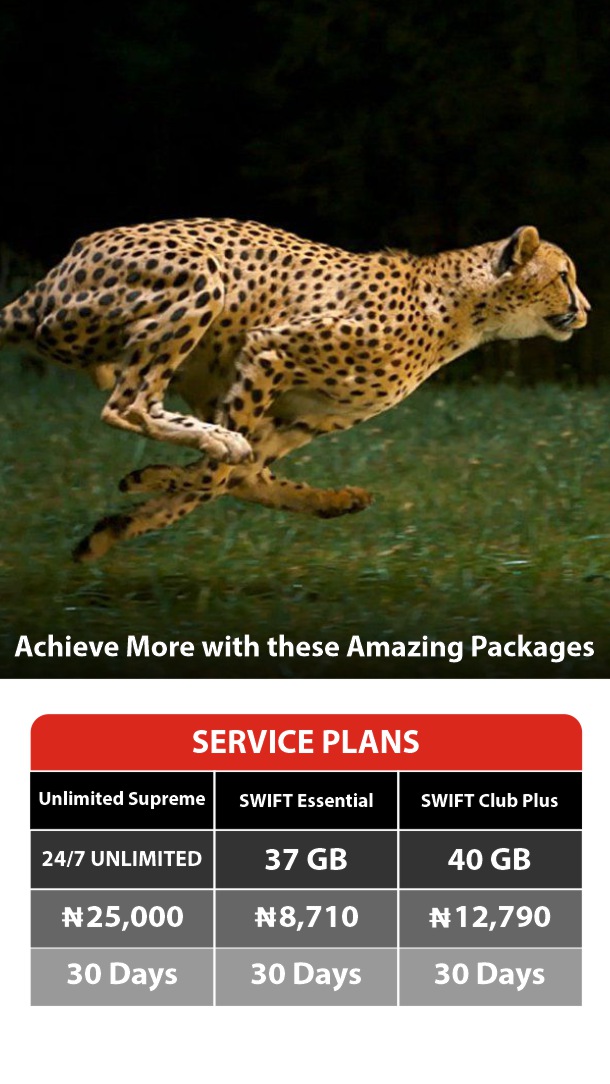 Achieve More with these Amazing Packages
SERVICE PLANS
Unlimited Supreme SWIFT Essential SWIFT Club Plus
24/7 UNLIMITED 37 GB 40 GB
₦25,000 ₦8,710 ₦12,790
30 Days 30 Days 30 Days